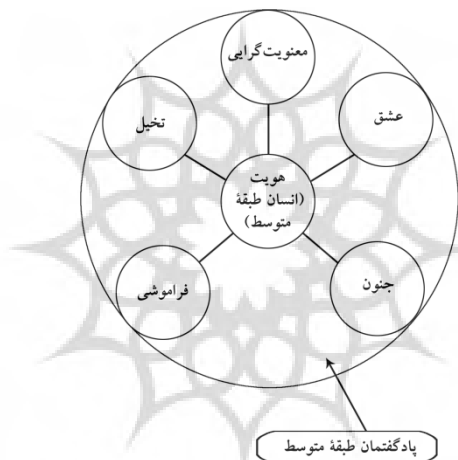 معنویت‌گرایی
عشق
تخیل
هویت
(انسان طبقهٔ
متوسط)
جنون
فراموشی
پادگفتمان طبقهٔ متوسط